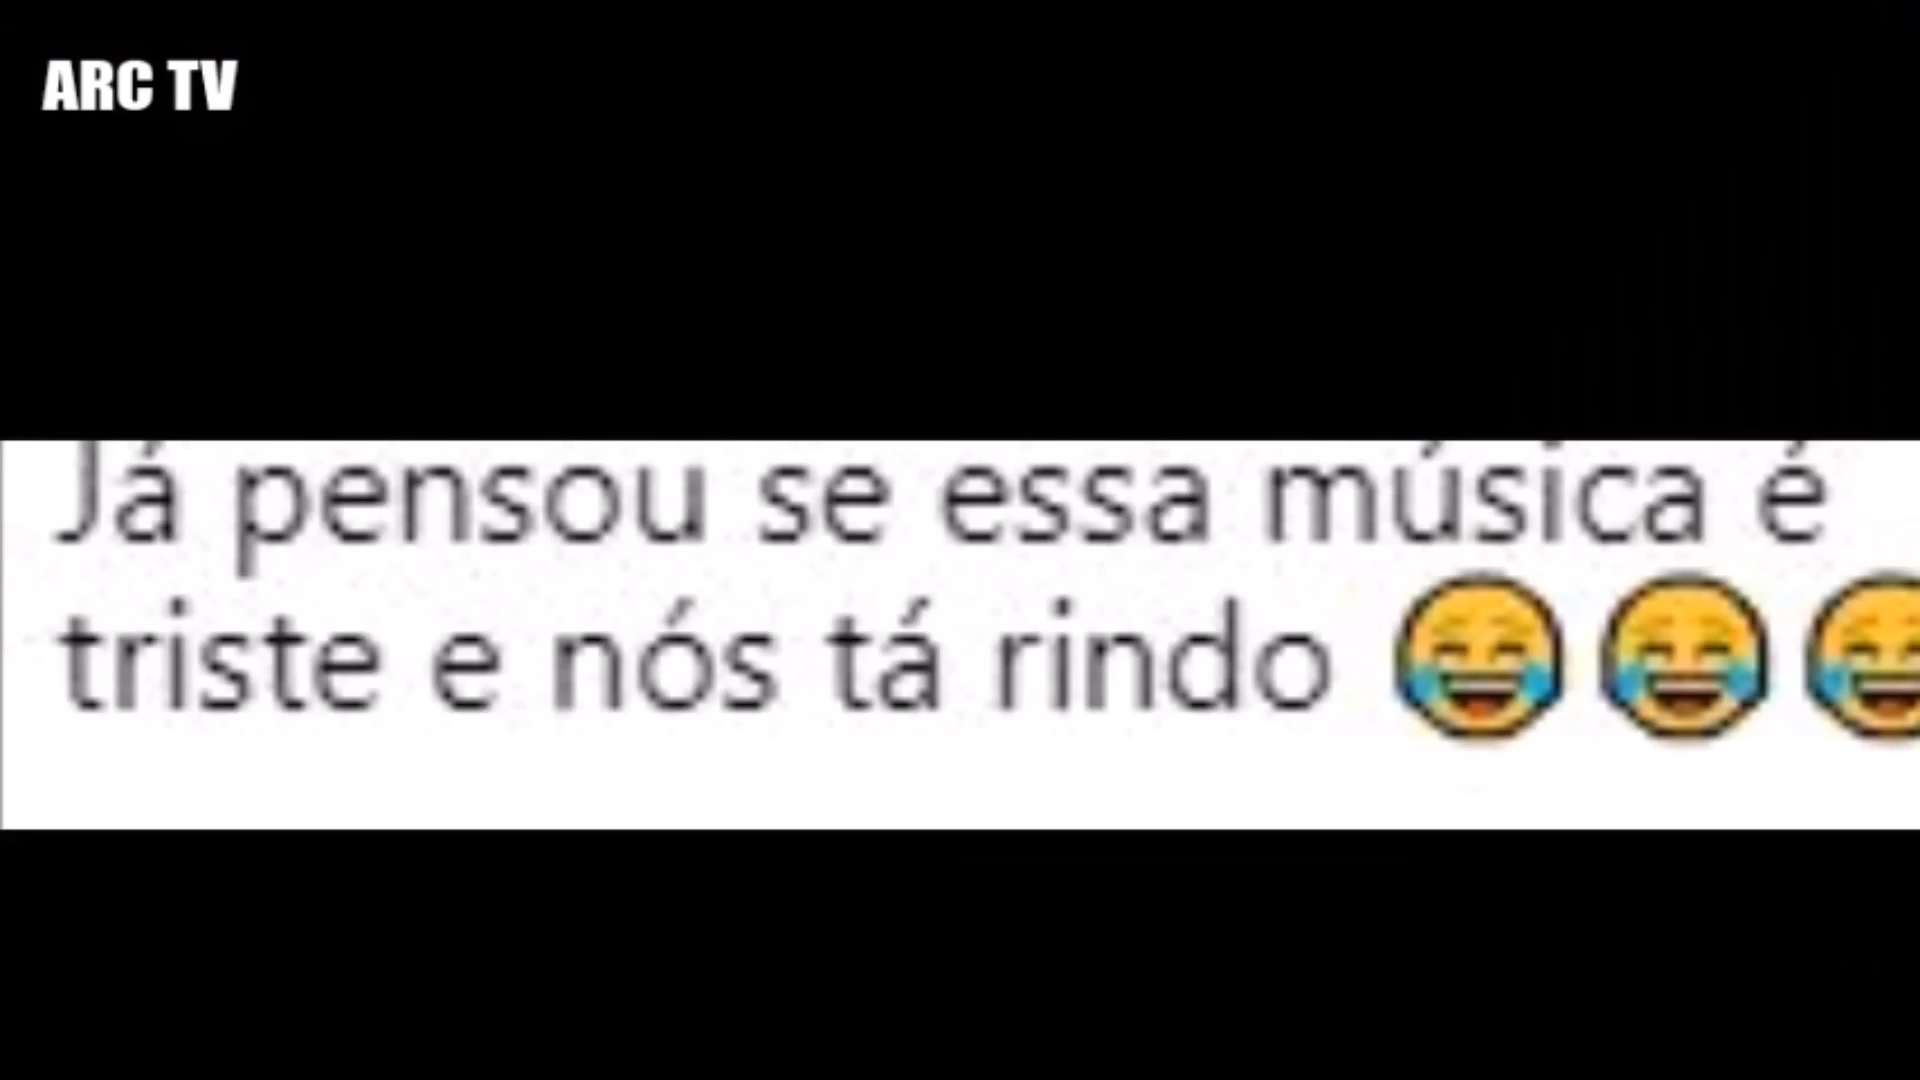 ARC TV
Já pensou se essa música é
triste e nós tá rindo 😂😂😂